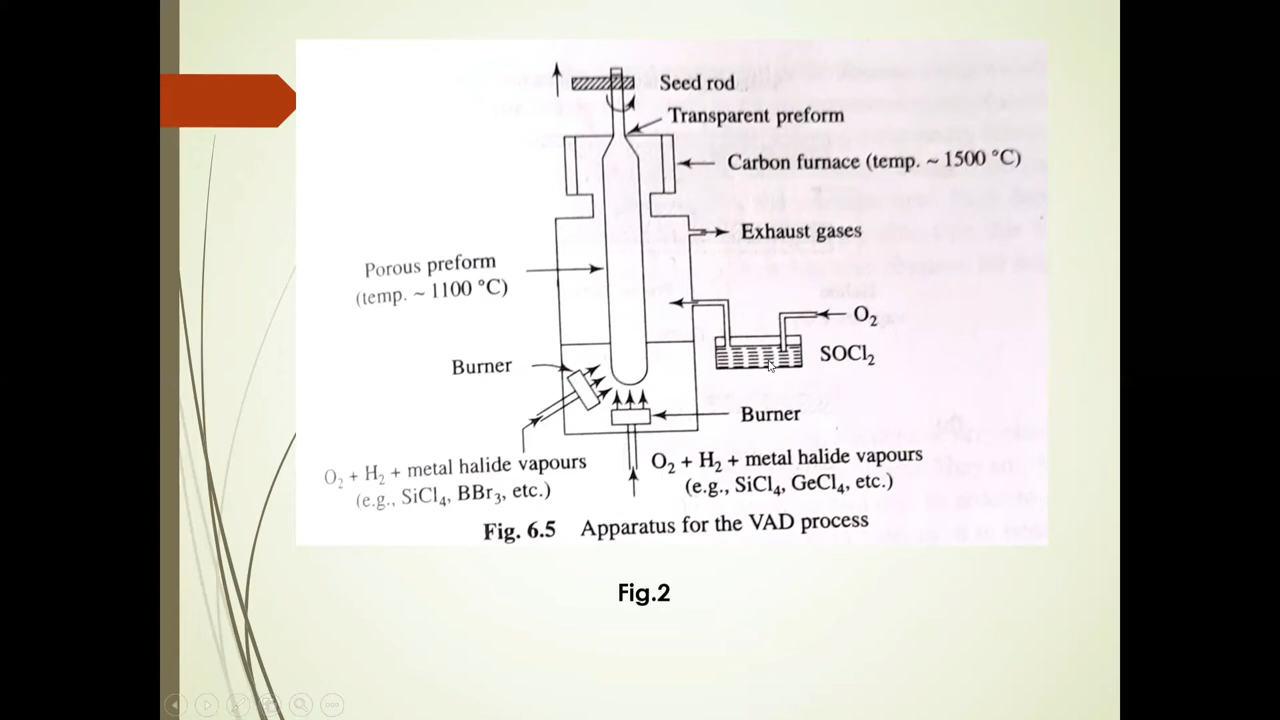 Seed rod
Transparent preform
Carbon furnace (temp. ~ 1500 °C)
Exhaust gases
Porous preform
(temp. ~ 1100 °C)
O₂
SOCl₂
Burner
Burner
O₂ + H₂ + metal halide vapours
(e.g., SiCl₄, BBr₃, etc.)
O₂ + H₂ + metal halide vapours
(e.g., SiCl₄, GeCl₄, etc.)
Fig. 6.5 Apparatus for the VAD process
Fig.2